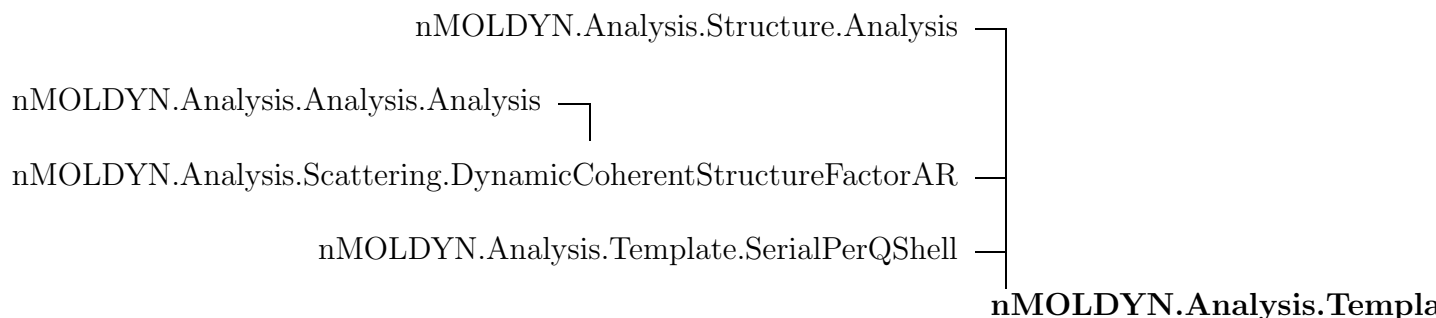 nMOLDYN.Analysis.Structure.Analysis
nMOLDYN.Analysis.Analysis.Analysis
nMOLDYN.Analysis.Scattering.DynamicCoherentStructureFactorAR
nMOLDYN.Analysis.Template.SerialPerQShell
nMOLDYN.Analysis.Templa